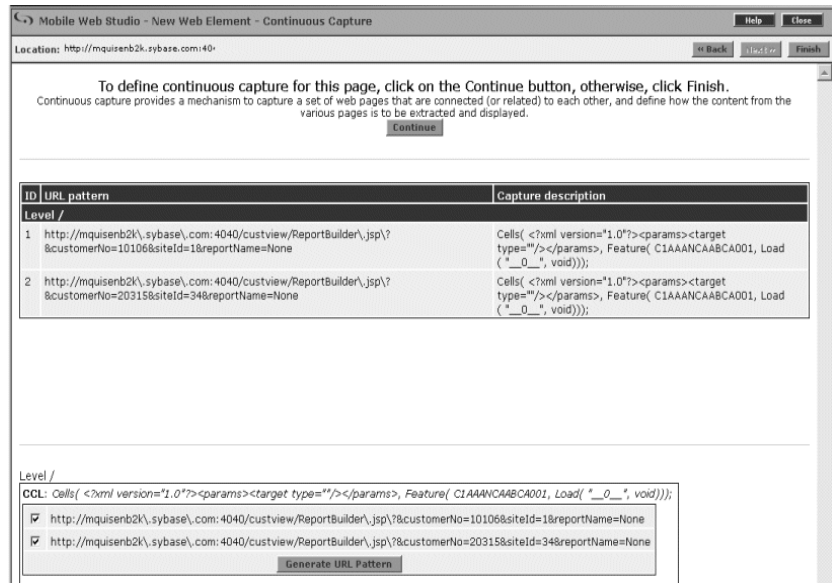 Mobile Web Studio - New Web Element - Continuous Capture
Help
Close
Location: http://mquisenb2k.sybase.com:40
‹‹ Back
Next ››
Finish
To define continuous capture for this page, click on the Continue button, otherwise, click Finish.
Continuous capture provides a mechanism to capture a set of web pages that are connected (or related) to each other, and define how the content from the
various pages is to be extracted and displayed.
Continue
ID URL pattern Capture description
Level /
1 http://mquisenb2k\.sybase\.com:4040/custview/ReportBuilder\.jsp\? Cells( <?xml version="1.0"?><params><target
&customerNo=10106&siteId=1&reportName=None type=""/></params>, Feature( C1AAANCAABCA001, Load
( "__0__", void)));
2 http://mquisenb2k\.sybase\.com:4040/custview/ReportBuilder\.jsp\? Cells( <?xml version="1.0"?><params><target
&customerNo=20315&siteId=34&reportName=None type=""/></params>, Feature( C1AAANCAABCA001, Load
( "__0__", void)));
Level /
CCL: Cells( <?xml version="1.0"?><params><target type=""/></params>, Feature( C1AAANCAABCA001, Load( "__0__", void)));
http://mquisenb2k\.sybase\.com:4040/custview/ReportBuilder\.jsp\?&customerNo=10106&siteId=1&reportName=None
http://mquisenb2k\.sybase\.com:4040/custview/ReportBuilder\.jsp\?&customerNo=20315&siteId=34&reportName=None
Generate URL Pattern